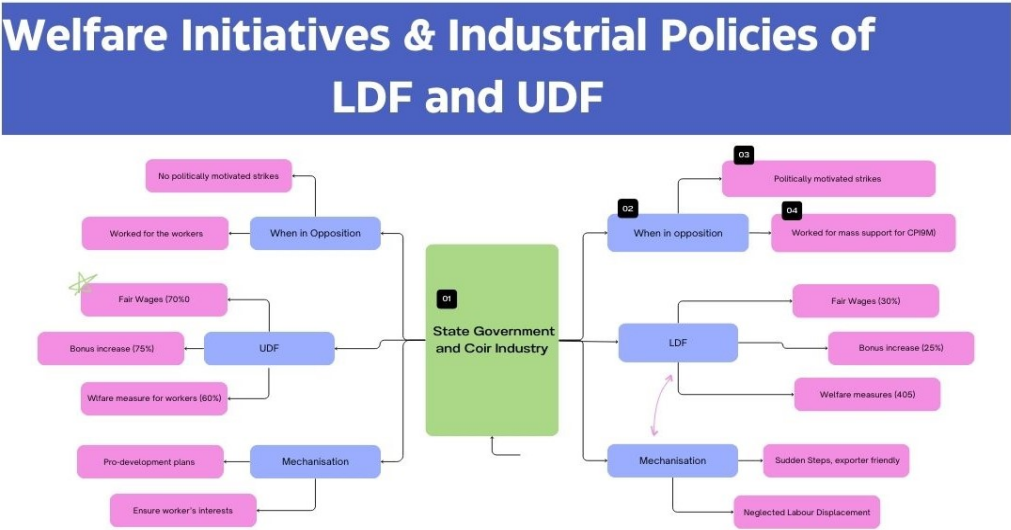 Welfare Initiatives & Industrial Policies of
LDF and UDF
No politically motivated strikes
Worked for the workers
When in Opposition
Fair Wages (70%0
Bonus increase (75%)
UDF
Wlfare measure for workers (60%)
Pro-development plans
Mechanisation
Ensure worker's interests
01
State Government
and Coir Industry
03
Politically motivated strikes
02
When in opposition
04
Worked for mass support for CPI9M)
Fair Wages (30%)
LDF
Bonus increase (25%)
Welfare measures (405)
Mechanisation
Sudden Steps, exporter friendly
Neglected Labour Displacement